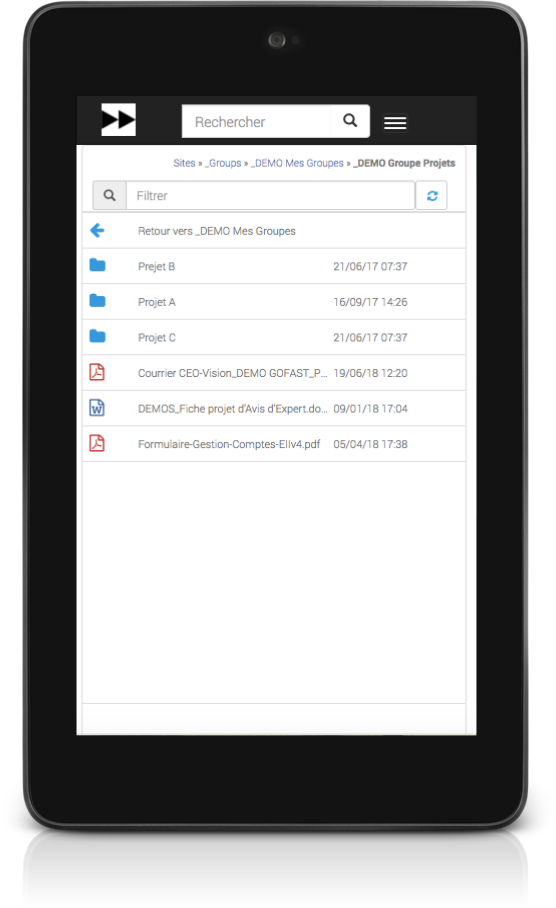 Rechercher
Sites » _Groups » _DEMO Mes Groupes » _DEMO Groupe Projets
Filtrer
Retour vers _DEMO Mes Groupes
Prejet B 21/06/17 07:37
Projet A 16/09/17 14:26
Projet C 21/06/17 07:37
Courrier CEO-Vision_DEMO GOFAST_P... 19/06/18 12:20
DEMOS_Fiche projet d'Avis d'Expert.do... 09/01/18 17:04
Formulaire-Gestion-Comptes-EIIv4.pdf 05/04/18 17:38